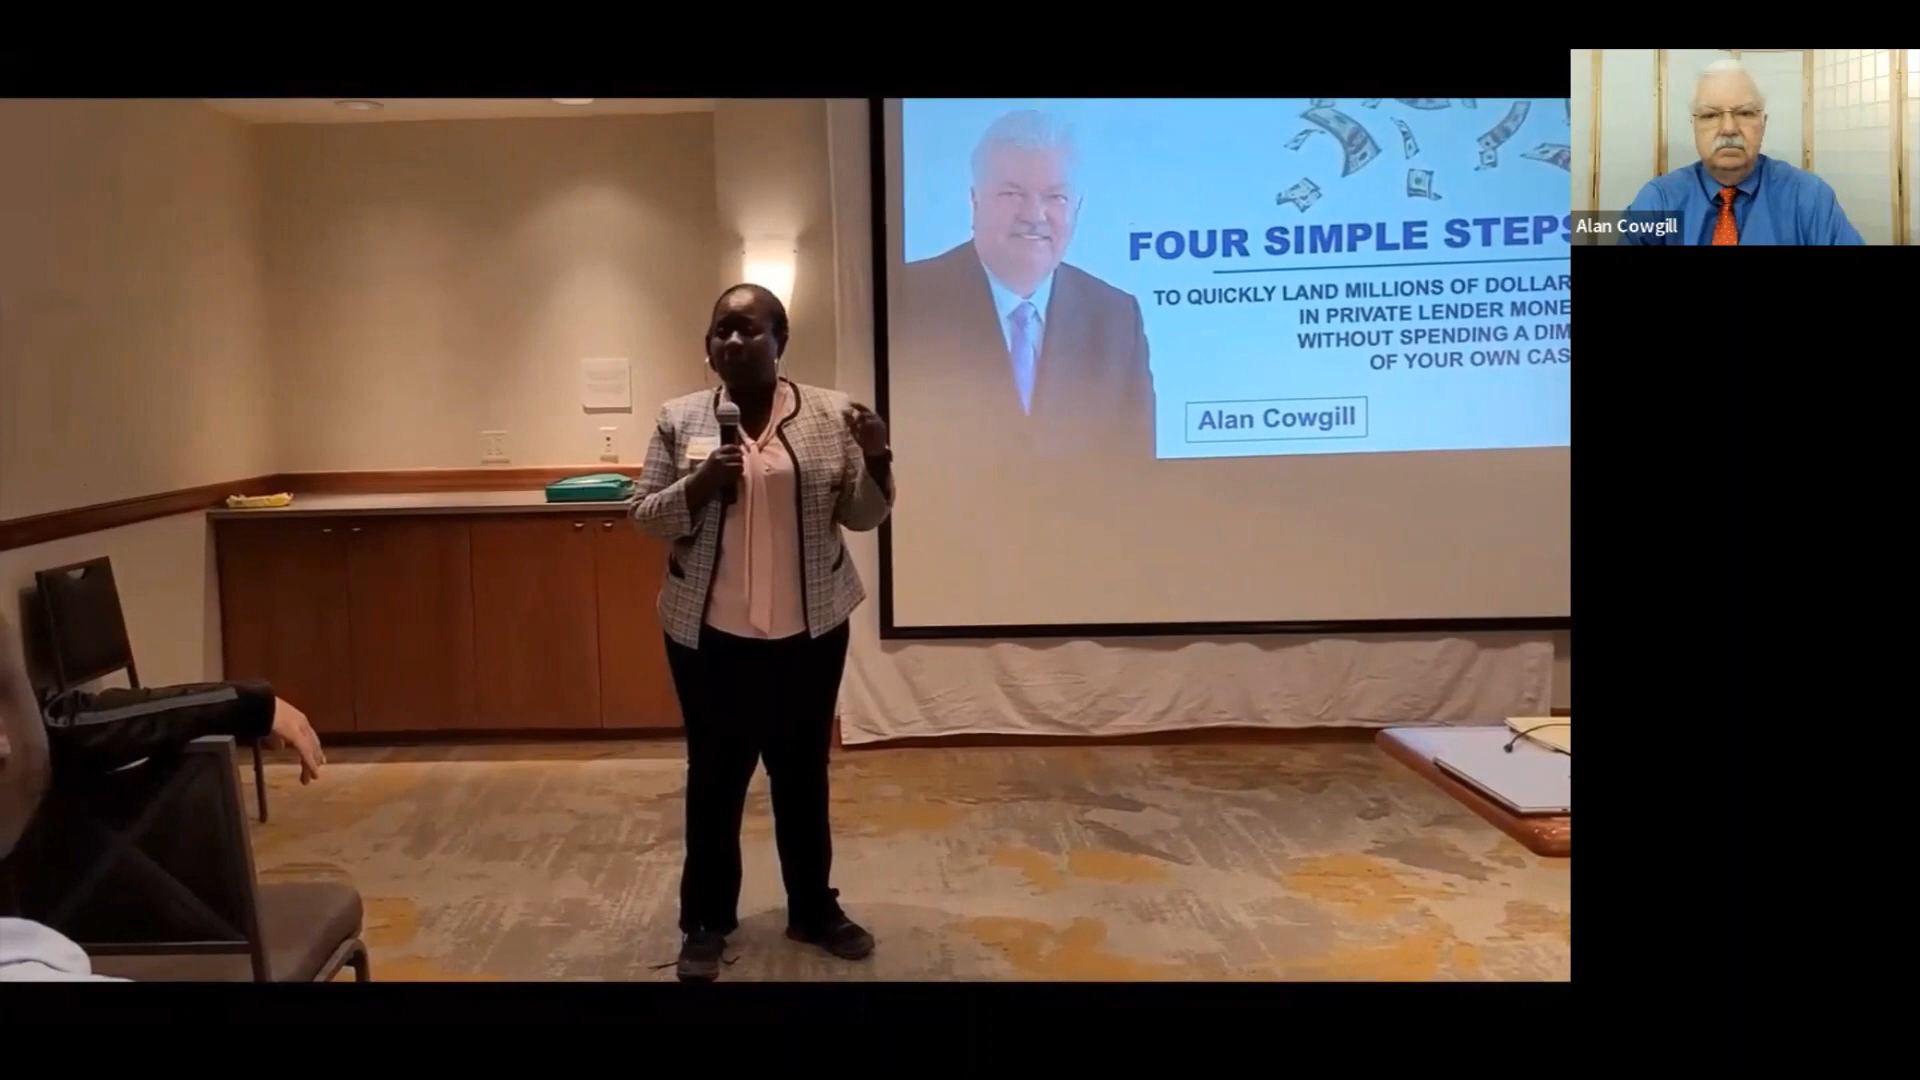 FOUR SIMPLE STEPS
TO QUICKLY LAND MILLIONS OF DOLLAR
IN PRIVATE LENDER MONE
WITHOUT SPENDING A DIM
OF YOUR OWN CAS
Alan Cowgill
Alan Cowgill